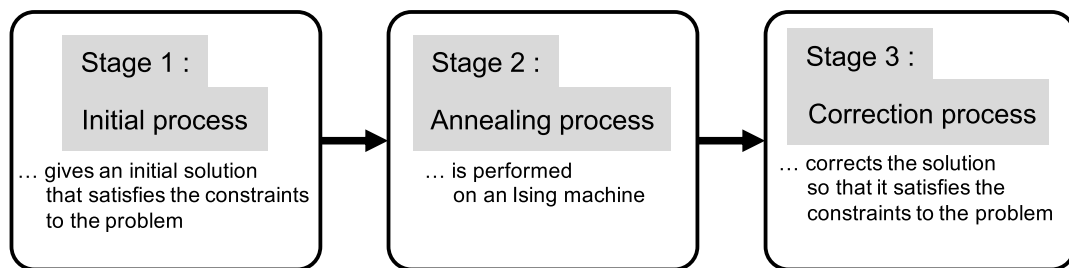 Stage 1 :
Initial process
… gives an initial solution
that satisfies the constraints
to the problem
Stage 2 :
Annealing process
… is performed
on an Ising machine
Stage 3 :
Correction process
… corrects the solution
so that it satisfies the
constraints to the problem